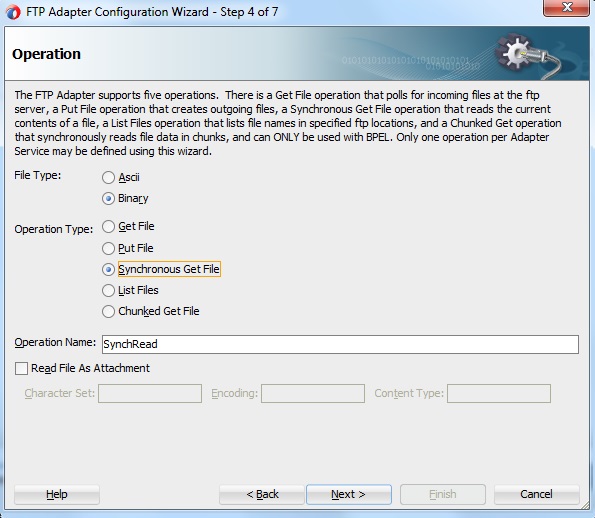 FTP Adapter Configuration Wizard - Step 4 of 7
Operation
The FTP Adapter supports five operations.  There is a Get File operation that polls for incoming files at the ftp
server, a Put File operation that creates outgoing files, a Synchronous Get File operation that reads the current
contents of a file, a List Files operation that lists file names in specified ftp locations, and a Chunked Get operation
that synchronously reads file data in chunks, and can ONLY be used with BPEL. Only one operation per Adapter
Service may be defined using this wizard.
File Type:
Ascii
Binary
Operation Type:
Get File
Put File
Synchronous Get File
List Files
Chunked Get File
Operation Name: SynchRead
Read File As Attachment
Character Set: Encoding: Content Type:
Help < Back Next > Finish Cancel